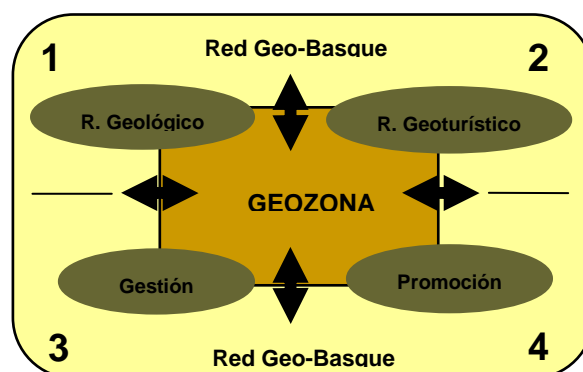 1
Red Geo-Basque
2
R. Geológico
R. Geoturístico
GEOZONA
Gestión
Promoción
3
Red Geo-Basque
4